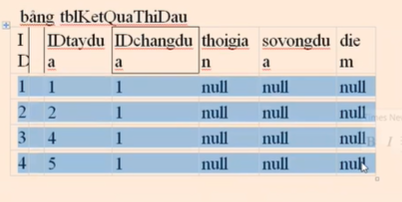 bảng tblKetQuaThiDau
ID IDtaydua IDchangdua thoigian sovongdua diem
1 1 1 null null null
2 2 1 null null null
3 4 1 null null null
4 5 1 null null null